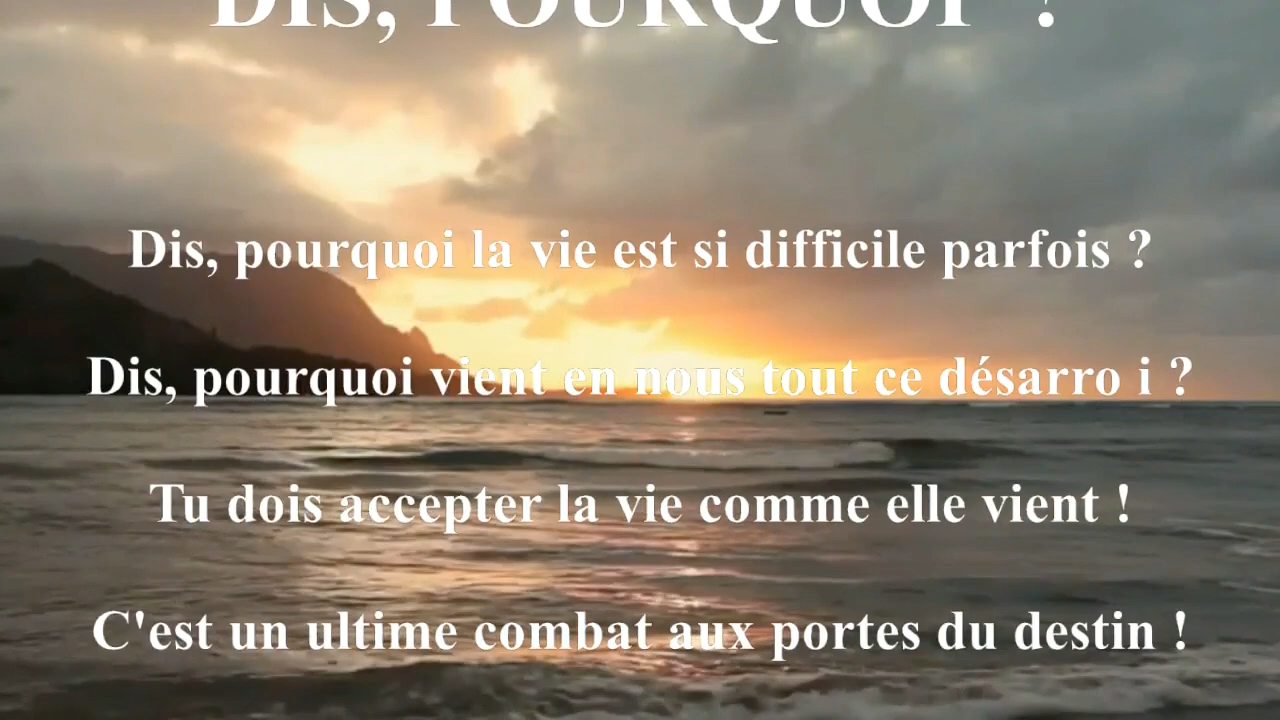 DIS, POURQUOI ?
Dis, pourquoi la vie est si difficile parfois ?
Dis, pourquoi vient en nous tout ce désarro i ?
Tu dois accepter la vie comme elle vient !
C'est un ultime combat aux portes du destin !